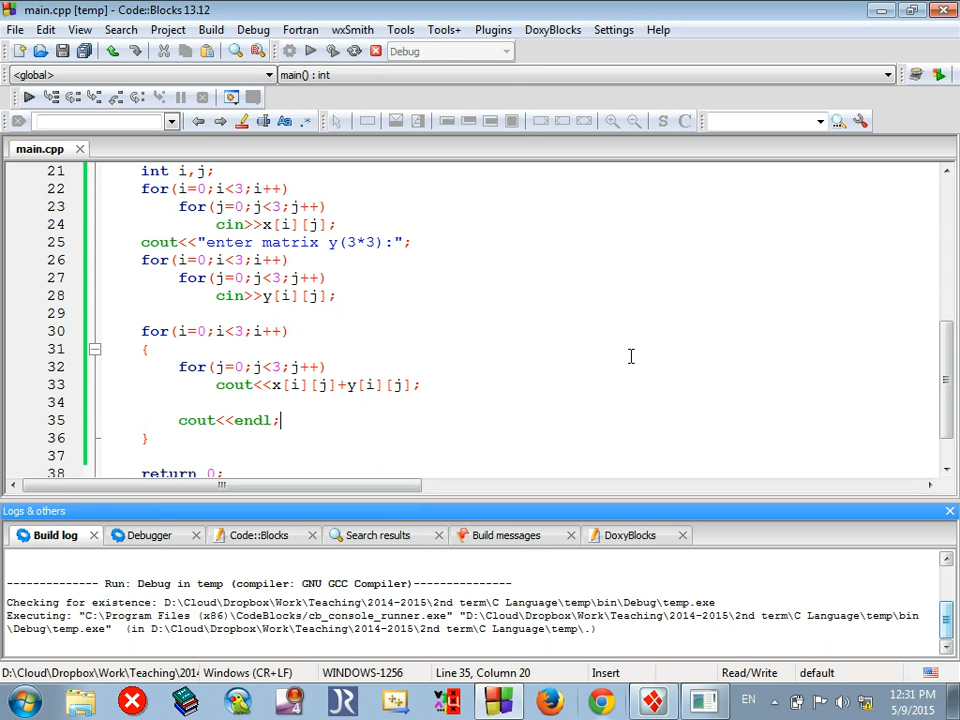 main.cpp [temp] - Code::Blocks 13.12
File Edit View Search Project Build Debug Fortran wxSmith Tools Tools+ Plugins DoxyBlocks Settings Help
Debug
<global> main() : int
S C
main.cpp
21 int i,j;
22 for(i=0;i<3;i++)
23 for(j=0;j<3;j++)
24 cin>>x[i][j];
25 cout<<"enter matrix y(3*3):";
26 for(i=0;i<3;i++)
27 for(j=0;j<3;j++)
28 cin>>y[i][j];
29
30 for(i=0;i<3;i++)
31 {
32 for(j=0;j<3;j++)
33 cout<<x[i][j]+y[i][j];
34
35 cout<<endl;
36 }
37
38 return 0;
Logs & others
Build log Debugger Code::Blocks Search results Build messages DoxyBlocks
-------------- Run: Debug in temp (compiler: GNU GCC Compiler)---------------
Checking for existence: D:\Cloud\Dropbox\Work\Teaching\2014-2015\2nd term\C Language\temp\bin\Debug\temp.exe
Executing: "C:\Program Files (x86)\CodeBlocks/cb_console_runner.exe" "D:\Cloud\Dropbox\Work\Teaching\2014-2015\2nd term\C Language\temp\bin
\Debug\temp.exe" (in D:\Cloud\Dropbox\Work\Teaching\2014-2015\2nd term\C Language\temp\.)
D:\Cloud\Dropbox\Work\Teaching\2014 Windows (CR+LF) WINDOWS-1256 Line 35, Column 20 Insert Read/Write default
EN
12:31 PM
5/9/2015